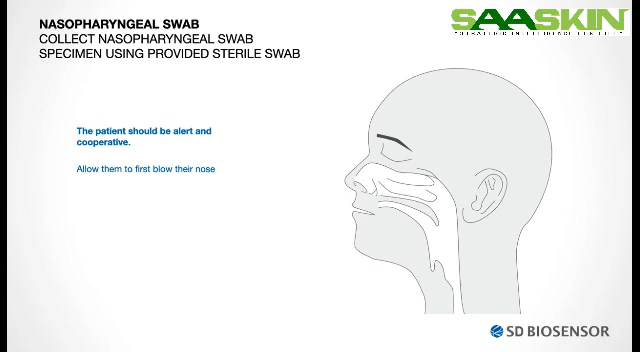 NASOPHARYNGEAL SWAB
COLLECT NASOPHARYNGEAL SWAB
SPECIMEN USING PROVIDED STERILE SWAB
SAASKIN
The patient should be alert and
cooperative.
Allow them to first blow their nose
SD BIOSENSOR